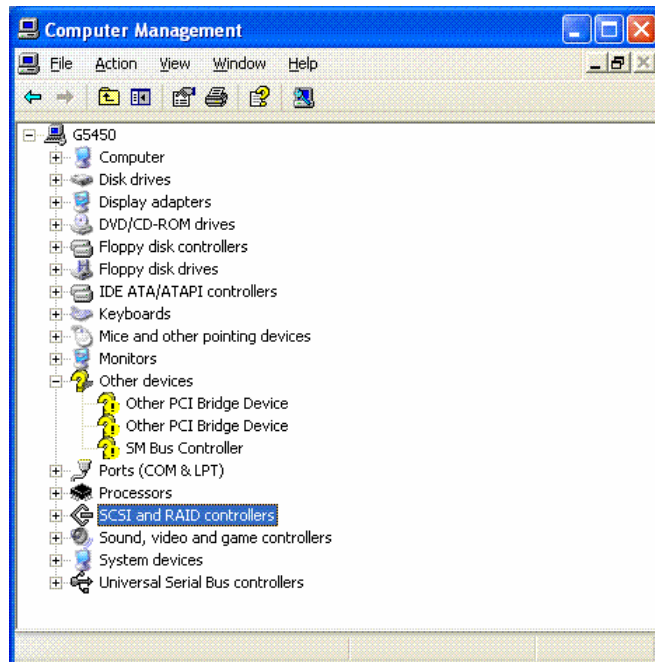 Computer Management
File Action View Window Help
G5450
Computer
Disk drives
Display adapters
DVD/CD-ROM drives
Floppy disk controllers
Floppy disk drives
IDE ATA/ATAPI controllers
Keyboards
Mice and other pointing devices
Monitors
Other devices
Other PCI Bridge Device
Other PCI Bridge Device
SM Bus Controller
Ports (COM & LPT)
Processors
SCSI and RAID controllers
Sound, video and game controllers
System devices
Universal Serial Bus controllers